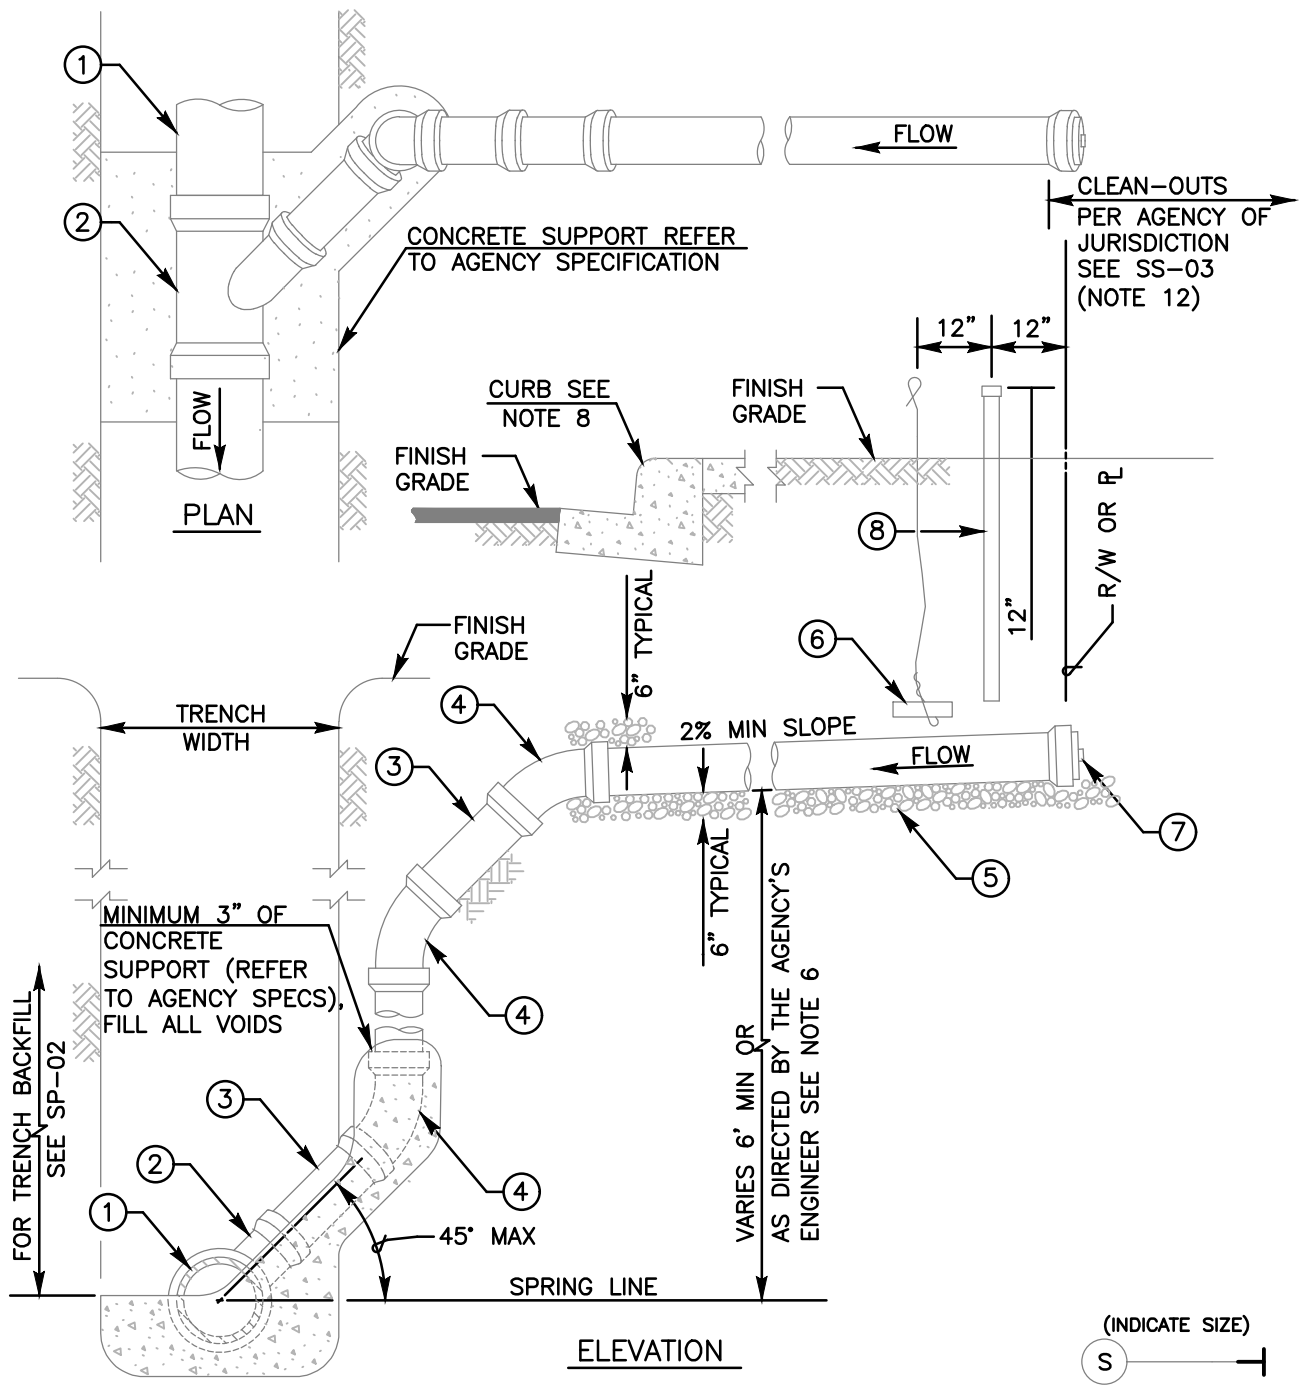 1
FLOW
CLEAN-OUTS
PER AGENCY OF
JURISDICTION
SEE SS-03
(NOTE 12)
2
CONCRETE SUPPORT REFER
TO AGENCY SPECIFICATION
12" 12"
CURB SEE
NOTE 8
FINISH
GRADE
FLOW
FINISH
GRADE
PLAN
8
R/W OR PL
12"
6" TYPICAL
FINISH
GRADE
6
4
TRENCH
WIDTH
2% MIN SLOPE
3
FLOW
7
5
6" TYPICAL
MINIMUM 3" OF
CONCRETE
SUPPORT (REFER
TO AGENCY SPECS),
FILL ALL VOIDS
4
FOR TRENCH BACKFILL
SEE SP-02
VARIES 6' MIN OR
AS DIRECTED BY THE AGENCY'S
ENGINEER SEE NOTE 6
3
2
4
1
45° MAX
SPRING LINE
ELEVATION
(INDICATE SIZE)
S